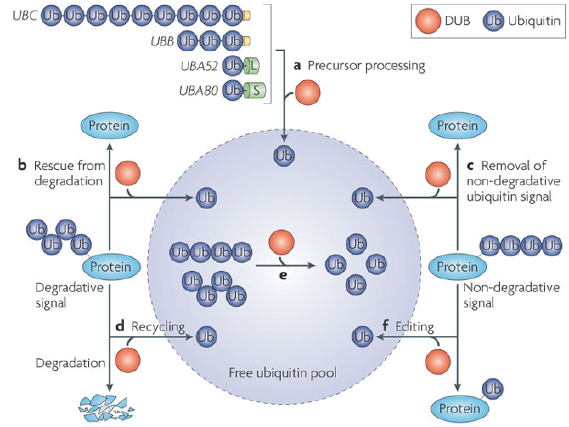 UBC Ub Ub Ub Ub Ub Ub Ub Ub Ub
DUB Ubiquitin Ub
UBB Ub Ub Ub
UBA52 Ub L
UBA80 Ub S
a Precursor processing
Protein
Protein
b Rescue from
degradation
Ub
Ub
Ub
c Removal of
non-degradative
ubiquitin signal
Ub Ub Ub Ub
Protein
Degradative
signal
Ub Ub Ub Ub
Ub Ub Ub Ub
e
Ub Ub Ub Ub
Ub Ub Ub Ub
Protein
Non-degradative
signal
d Recycling
Ub
Degradation
Ub
f Editing
Free ubiquitin pool
Ub
Protein